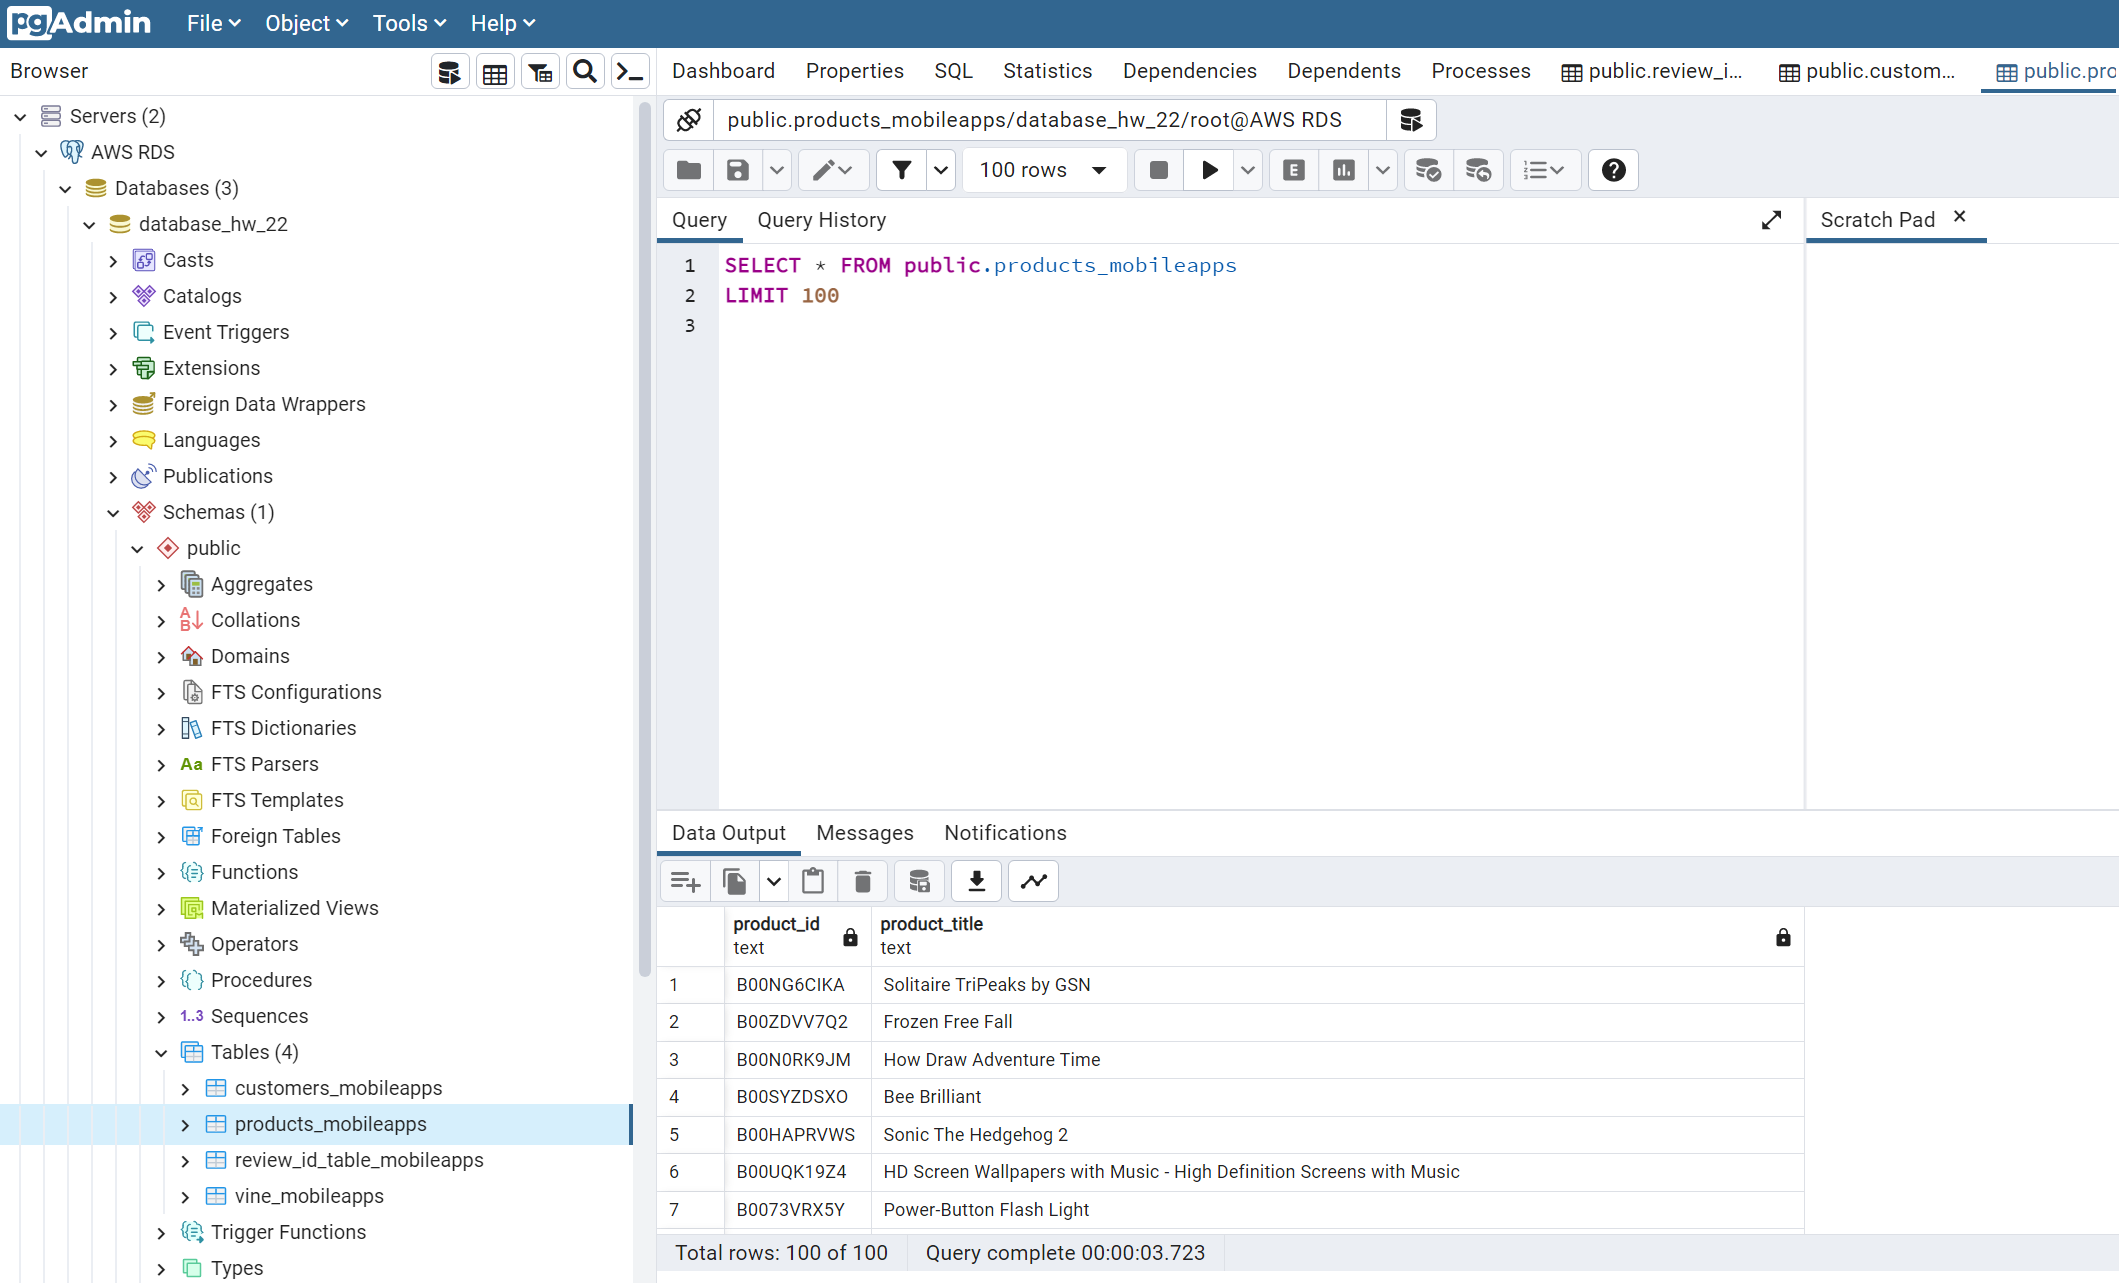 pgAdmin File Object Tools Help
Browser
Dashboard Properties SQL Statistics Dependencies Dependents Processes public.review_i... public.custom... public.pro
Servers (2)
AWS RDS
Databases (3)
database_hw_22
Casts
Catalogs
Event Triggers
Extensions
Foreign Data Wrappers
Languages
Publications
Schemas (1)
public
Aggregates
Collations
Domains
FTS Configurations
FTS Dictionaries
Aa FTS Parsers
FTS Templates
Foreign Tables
Functions
Materialized Views
Operators
Procedures
1..3 Sequences
Tables (4)
customers_mobileapps
products_mobileapps
review_id_table_mobileapps
vine_mobileapps
Trigger Functions
Types
public.products_mobileapps/database_hw_22/root@AWS RDS
100 rows
Query Query History
Scratch Pad
1 SELECT * FROM public.products_mobileapps
2 LIMIT 100
3
Data Output Messages Notifications
product_id product_title
text text
1 B00NG6CIKA Solitaire TriPeaks by GSN
2 B00ZDVV7Q2 Frozen Free Fall
3 B00N0RK9JM How Draw Adventure Time
4 B00SYZDSXO Bee Brilliant
5 B00HAPRVWS Sonic The Hedgehog 2
6 B00UQK19Z4 HD Screen Wallpapers with Music - High Definition Screens with Music
7 B0073VRX5Y Power-Button Flash Light
Total rows: 100 of 100 Query complete 00:00:03.723